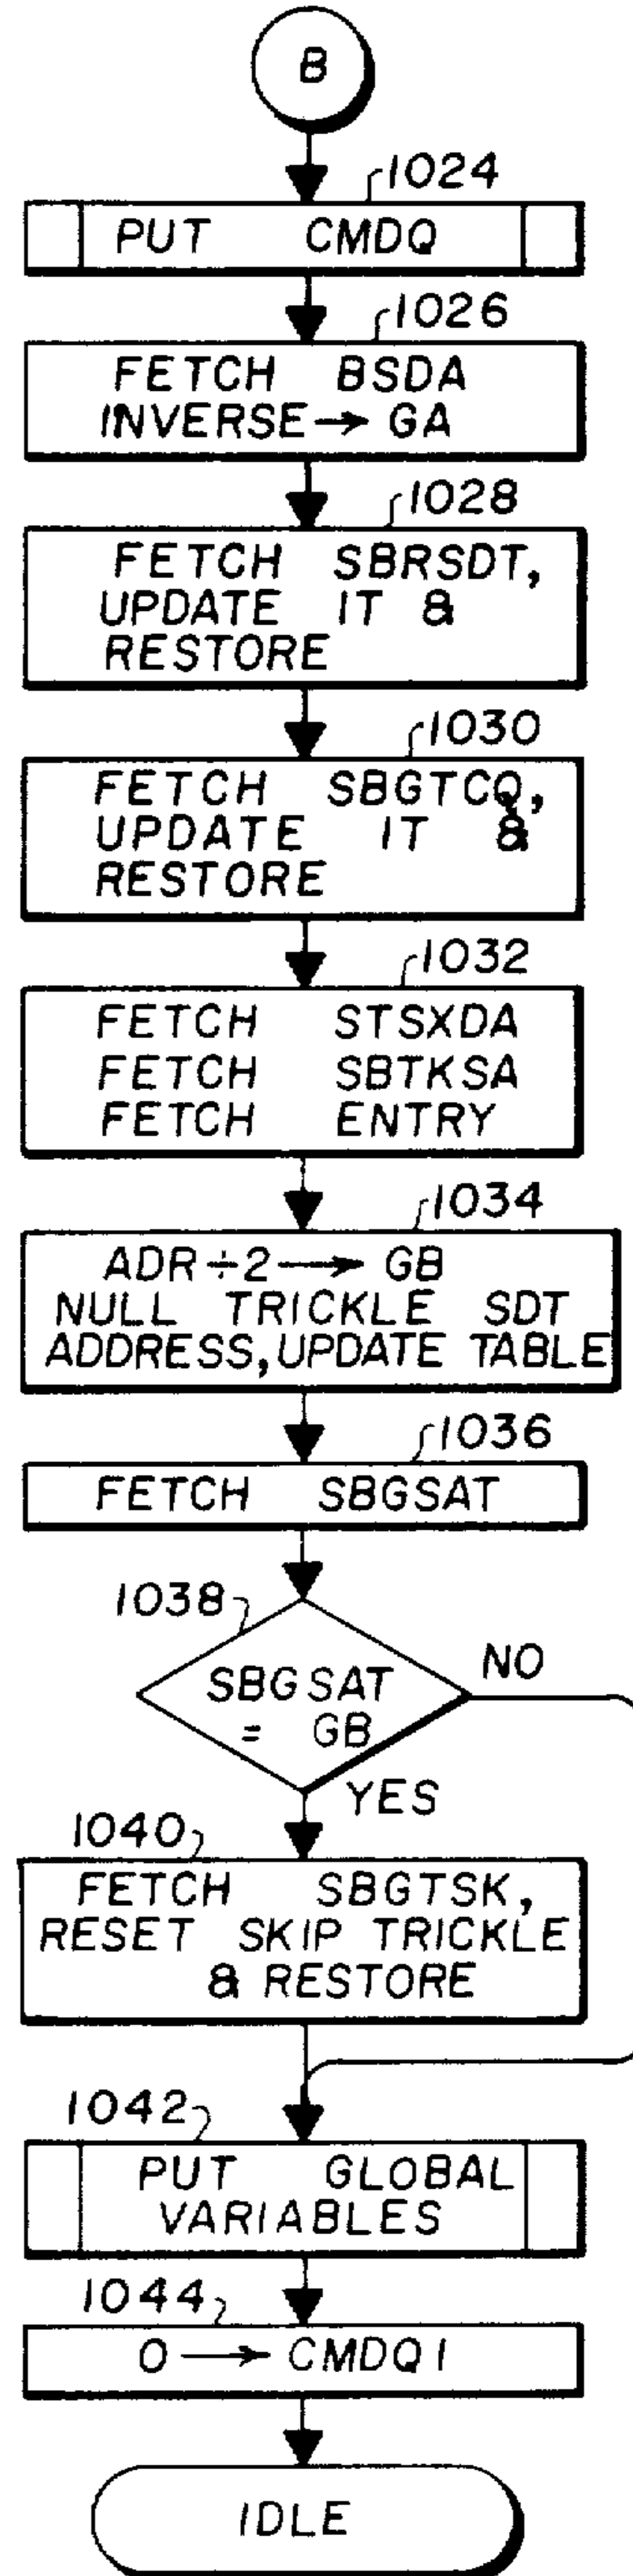 B
1024
PUT CMDQ
1026
FETCH BSDA
INVERSE → GA
1028
FETCH SBRSDT,
UPDATE IT &
RESTORE
1030
FETCH SBGTCQ,
UPDATE IT &
RESTORE
1032
FETCH STSXDA
FETCH SBTKSA
FETCH ENTRY
1034
ADR÷2 → GB
NULL TRICKLE SDT
ADDRESS, UPDATE TABLE
1036
FETCH SBGSAT
1038
SBGSAT
= GB
NO
YES
1040
FETCH SBGTSK,
RESET SKIP TRICKLE
& RESTORE
1042
PUT GLOBAL
VARIABLES
1044
0 → CMDQ1
IDLE